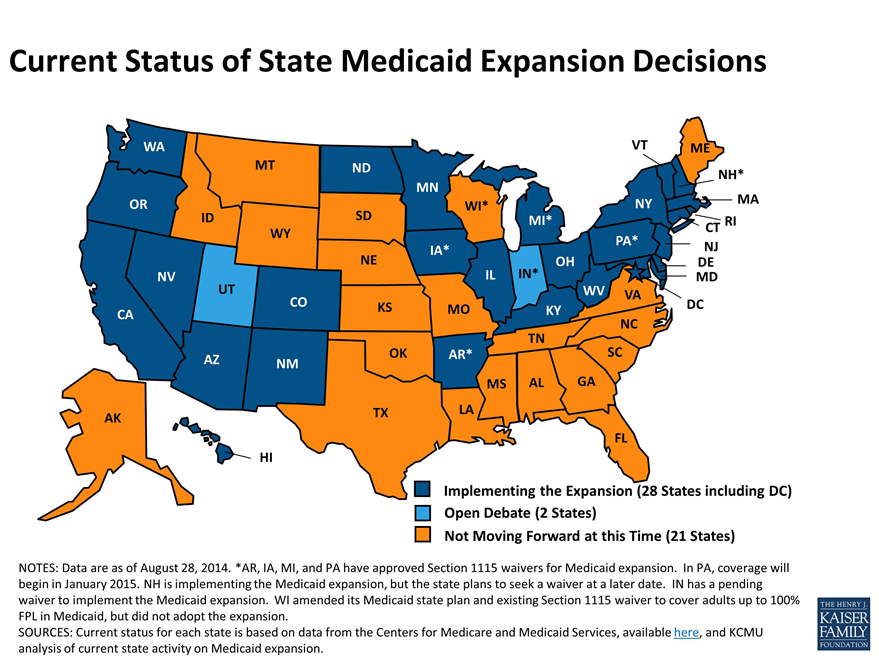 Current Status of State Medicaid Expansion Decisions
WA
VT
ME
MT
ND
NH*
MN
OR
WI*
NY
MA
ID
SD
MI*
RI
CT
WY
PA*
NJ
IA*
NE
OH
DE
IL
IN*
MD
NV
UT
WV
VA
CO
DC
CA
KS
MO
KY
NC
TN
OK
AR*
SC
AZ
NM
MS
AL
GA
TX
LA
AK
FL
HI
Implementing the Expansion (28 States including DC)
Open Debate (2 States)
Not Moving Forward at this Time (21 States)
NOTES: Data are as of August 28, 2014. *AR, IA, MI, and PA have approved Section 1115 waivers for Medicaid expansion. In PA, coverage will
begin in January 2015. NH is implementing the Medicaid expansion, but the state plans to seek a waiver at a later date. IN has a pending
waiver to implement the Medicaid expansion. WI amended its Medicaid state plan and existing Section 1115 waiver to cover adults up to 100%
FPL in Medicaid, but did not adopt the expansion.
SOURCES: Current status for each state is based on data from the Centers for Medicare and Medicaid Services, available here, and KCMU
analysis of current state activity on Medicaid expansion.
THE HENRY J.
KAISER
FAMILY
FOUNDATION